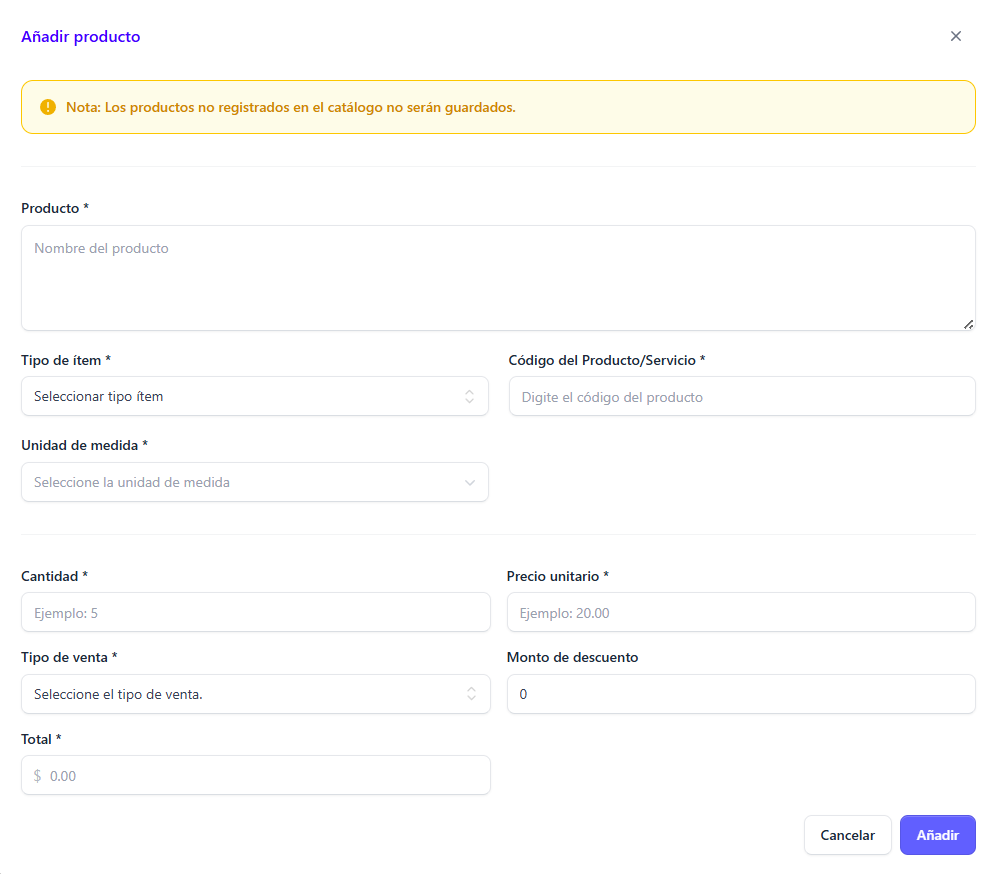 Añadir producto
Nota: Los productos no registrados en el catálogo no serán guardados.
Producto *
Nombre del producto
Tipo de ítem *
Código del Producto/Servicio *
Seleccionar tipo ítem
Digite el código del producto
Unidad de medida *
Seleccione la unidad de medida
Cantidad *
Precio unitario *
Ejemplo: 5
Ejemplo: 20.00
Tipo de venta *
Monto de descuento
Seleccione el tipo de venta.
0
Total *
$ 0.00
Cancelar
Añadir